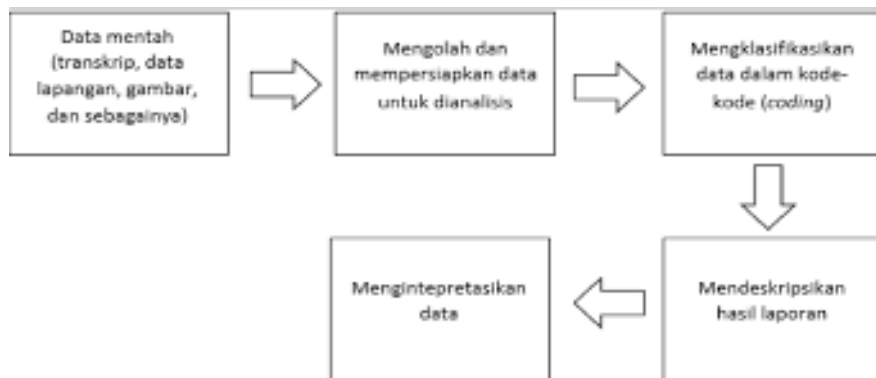 Data mentah
(transkrip, data
lapangan, gambar,
dan sebagainya)
Mengolah dan
mempersiapkan data
untuk dianalisis
Mengklasifikasikan
data dalam kode-
kode (coding)
Mendeskripsikan
hasil laporan
Mengintepretasikan
data